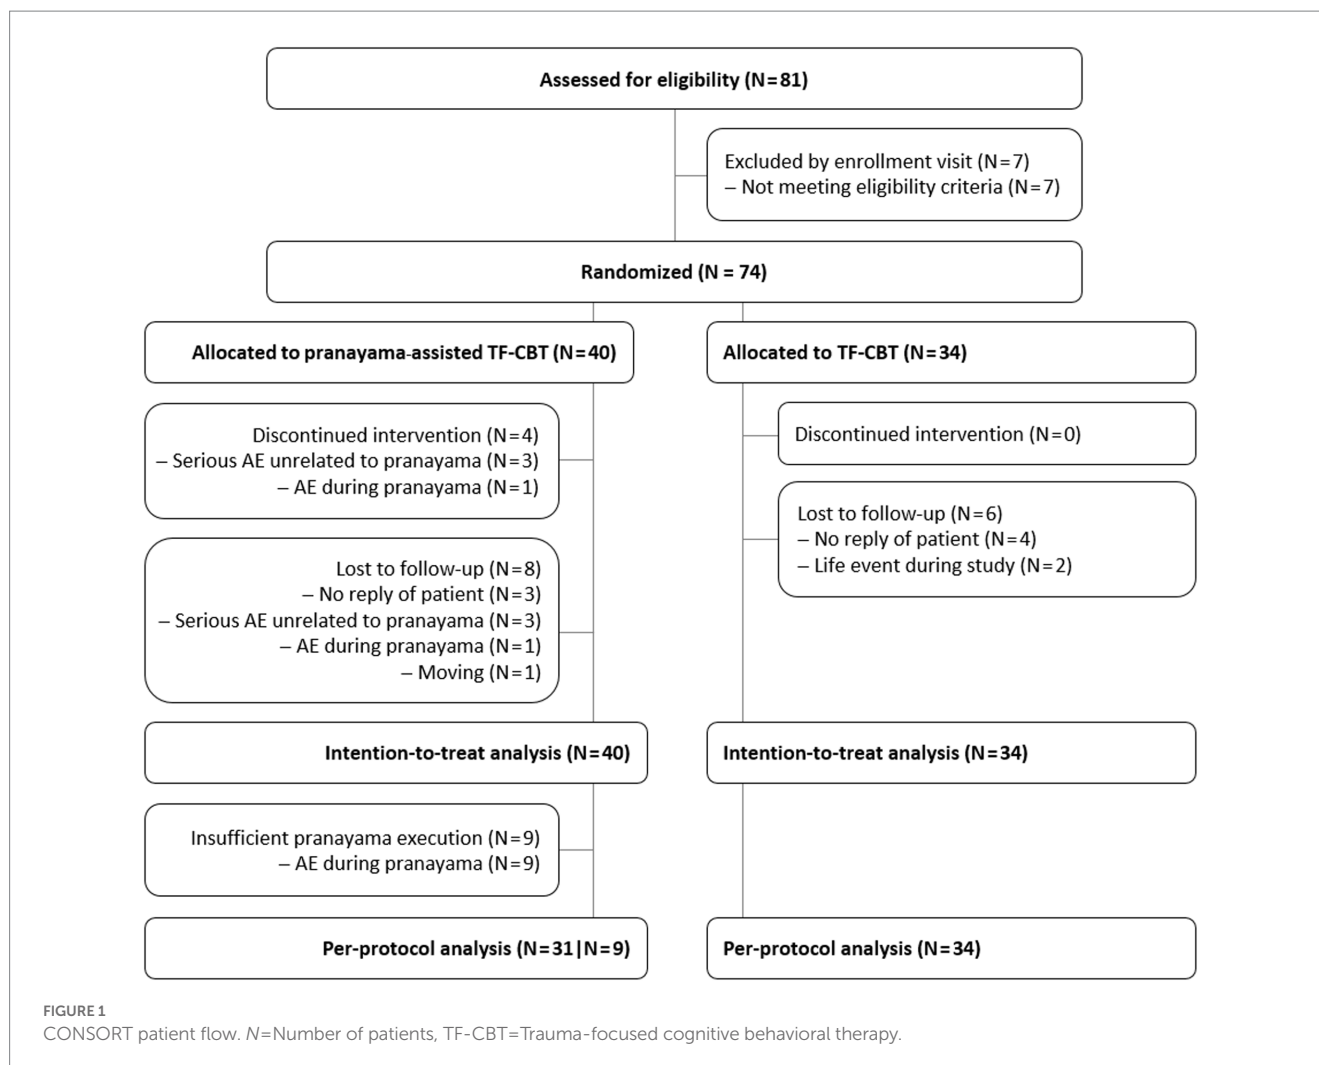 Assessed for eligibility (N=81)
Excluded by enrollment visit (N=7)
– Not meeting eligibility criteria (N=7)
Randomized (N = 74)
Allocated to pranayama-assisted TF-CBT (N=40)
Discontinued intervention (N=4)
– Serious AE unrelated to pranayama (N=3)
– AE during pranayama (N=1)
Lost to follow-up (N=8)
– No reply of patient (N=3)
– Serious AE unrelated to pranayama (N=3)
– AE during pranayama (N=1)
– Moving (N=1)
Intention-to-treat analysis (N=40)
Insufficient pranayama execution (N=9)
– AE during pranayama (N=9)
Per-protocol analysis (N=31|N=9)
Allocated to TF-CBT (N=34)
Discontinued intervention (N=0)
Lost to follow-up (N=6)
– No reply of patient (N=4)
– Life event during study (N=2)
Intention-to-treat analysis (N=34)
Per-protocol analysis (N=34)
FIGURE 1
CONSORT patient flow. N=Number of patients, TF-CBT=Trauma-focused cognitive behavioral therapy.